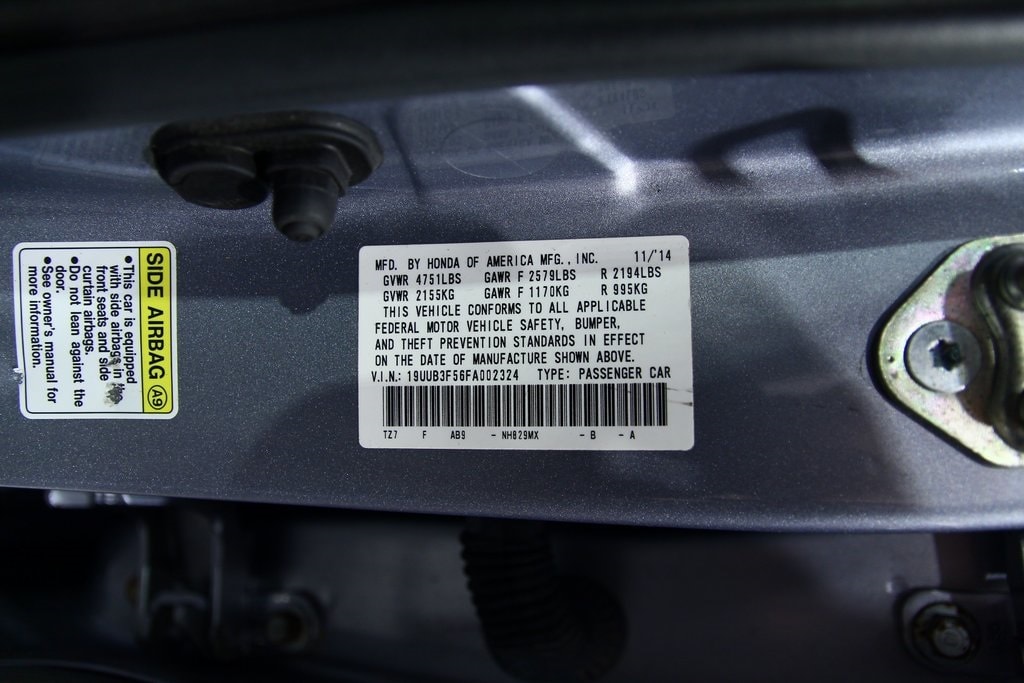 SIDE AIRBAG A9
•This car is equipped
with side airbags in the
front seats and side
curtain airbags.
•Do not lean against the
door.
•See owner's manual for
more information.
MFD. BY HONDA OF AMERICA MFG., INC. 11/'14
GVWR 4751LBS GAWR F 2579LBS R 2194LBS
GVWR 2155KG GAWR F 1170KG R 995KG
THIS VEHICLE CONFORMS TO ALL APPLICABLE
FEDERAL MOTOR VEHICLE SAFETY, BUMPER,
AND THEFT PREVENTION STANDARDS IN EFFECT
ON THE DATE OF MANUFACTURE SHOWN ABOVE.
V.I.N.: 19UUB3F56FA002324 TYPE: PASSENGER CAR
TZ7 F AB9 - NH829MX - B - A